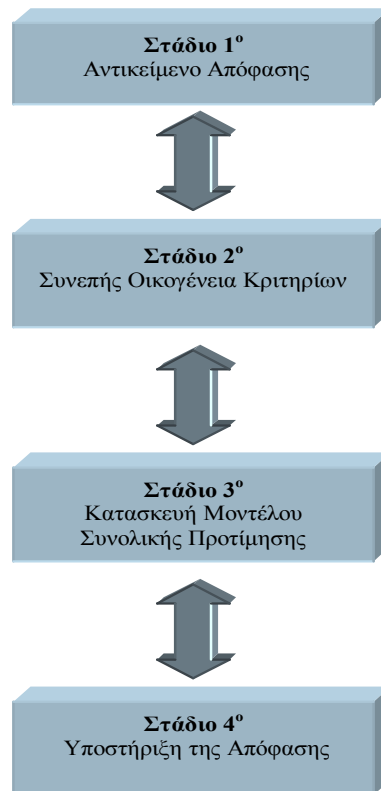 Στάδιο 1ο
Αντικείμενο Απόφασης
Στάδιο 2ο
Συνεπής Οικογένεια Κριτηρίων
Στάδιο 3ο
Κατασκευή Μοντέλου
Συνολικής Προτίμησης
Στάδιο 4ο
Υποστήριξη της Απόφασης